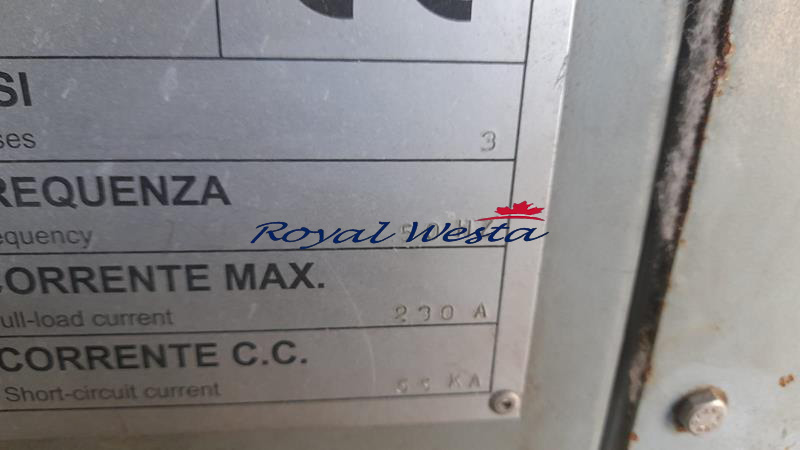 SI
ses 3
REQUENZA
equency
Royal Westa
CORRENTE MAX.
ull-load current 230 A
CORRENTE C.C.
Short-circuit current KA